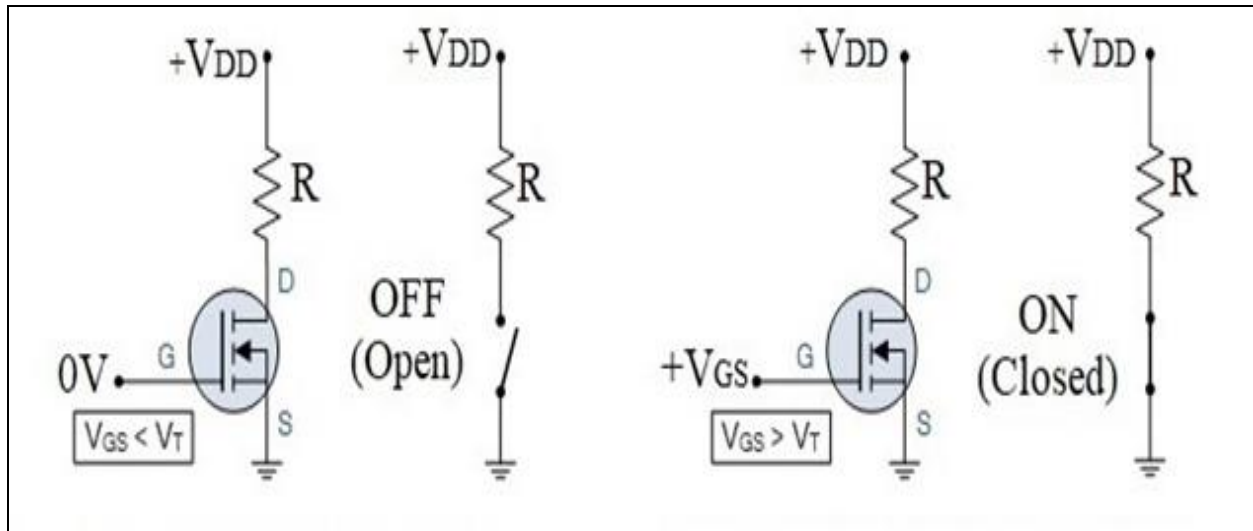 +VDD
R
D
G
S
0V
VGS < VT
+VDD
R
OFF
(Open)
+VDD
R
D
G
S
+VGS
VGS > VT
+VDD
R
ON
(Closed)